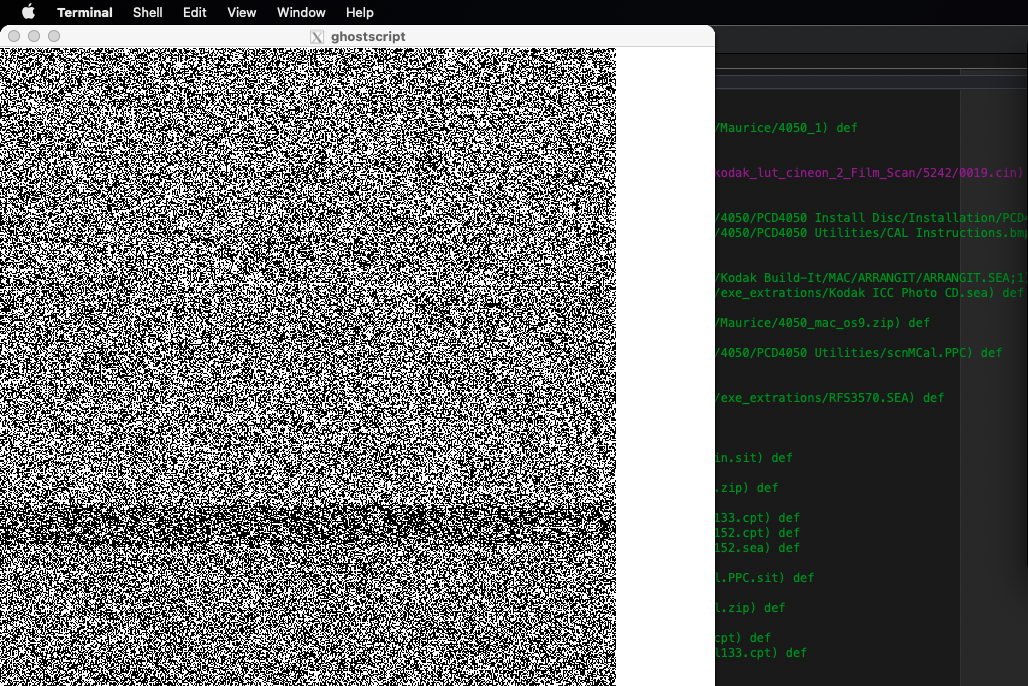 Terminal Shell Edit View Window Help
ghostscript
/Maurice/4050_1) def
kodak_lut_cineon_2_Film_Scan/5242/0019.cin)
/4050/PCD4050 Install Disc/Installation/PCD4
/4050/PCD4050 Utilities/CAL Instructions.bm
/Kodak Build-It/MAC/ARRANGIT/ARRANGIT.SEA;1
/exe_extrations/Kodak ICC Photo CD.sea) def
/Maurice/4050_mac_os9.zip) def
/4050/PCD4050 Utilities/scnMCal.PPC) def
/exe_extrations/RFS3570.SEA) def
in.sit) def
.zip) def
133.cpt) def
152.cpt) def
152.sea) def
l.PPC.sit) def
l.zip) def
cpt) def
l133.cpt) def